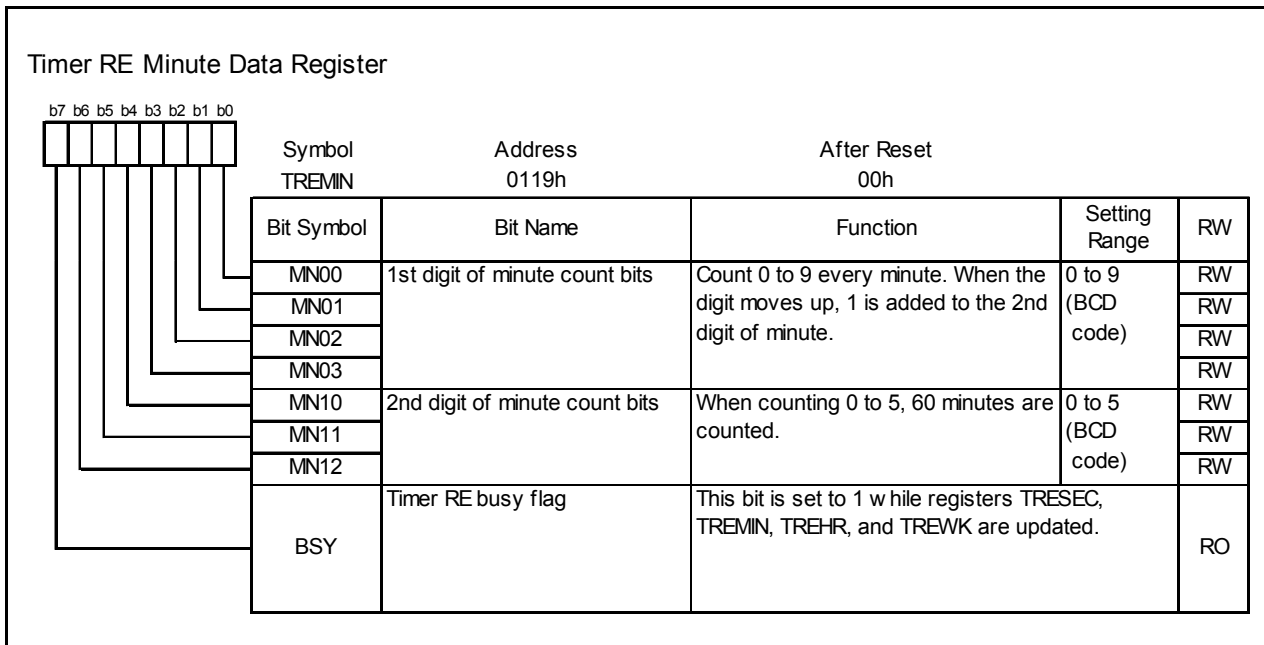 Timer RE Minute Data Register
b7 b6 b5 b4 b3 b2 b1 b0
Symbol Address After Reset
TREMIN 0119h 00h
Bit Symbol Bit Name Function Setting Range RW
MN00 1st digit of minute count bits Count 0 to 9 every minute. When the 0 to 9 RW
MN01 digit moves up, 1 is added to the 2nd (BCD RW
MN02 digit of minute. code) RW
MN03 RW
MN10 2nd digit of minute count bits When counting 0 to 5, 60 minutes are 0 to 5 RW
MN11 counted. (BCD RW
MN12 code) RW
Timer RE busy flag This bit is set to 1 w hile registers TRESEC,
TREMIN, TREHR, and TREWK are updated.
BSY RO